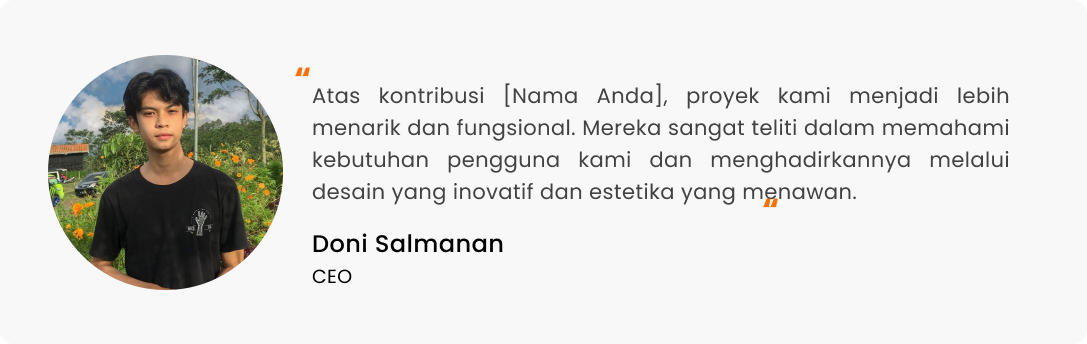 “
Atas kontribusi [Nama Anda], proyek kami menjadi lebih
menarik dan fungsional. Mereka sangat teliti dalam memahami
kebutuhan pengguna kami dan menghadirkannya melalui
desain yang inovatif dan estetika yang menawan.
“
Doni Salmanan
CEO